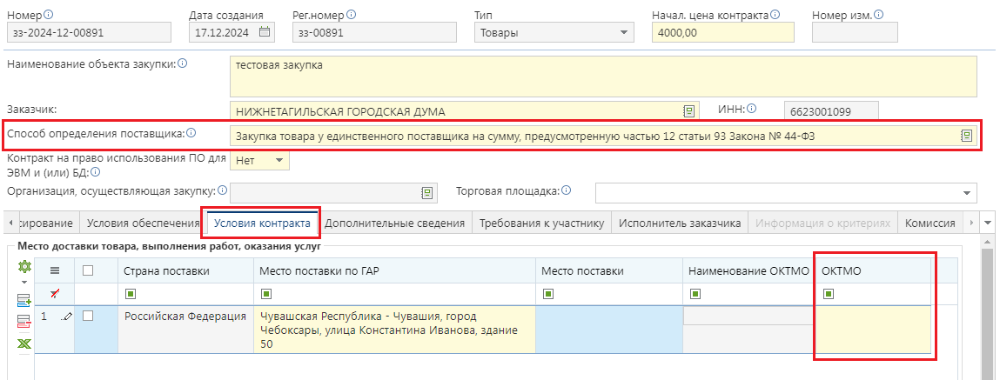 Номер Дата создания Рег.номер Тип Начал. цена контракта Номер изм.
зз-2024-12-00891 17.12.2024 зз-00891 Товары 4000,00
Наименование объекта закупки: тестовая закупка
Заказчик: НИЖНЕТАГИЛЬСКАЯ ГОРОДСКАЯ ДУМА ИНН: 6623001099
Способ определения поставщика: Закупка товара у единственного поставщика на сумму, предусмотренную частью 12 статьи 93 Закона № 44-ФЗ
Контракт на право использования ПО для
ЭВМ и (или) БД: Нет
Организация, осуществляющая закупку: Торговая площадка:
сирование Условия обеспечения Условия контракта Дополнительные сведения Требования к участнику Исполнитель заказчика Информация о критериях Комиссия
Место доставки товара, выполнения работ, оказания услуг
Страна поставки Место поставки по ГАР Место поставки Наименование ОКТМО ОКТМО
1 Российская Федерация Чувашская Республика - Чувашия, город
Чебоксары, улица Константина Иванова, здание
50